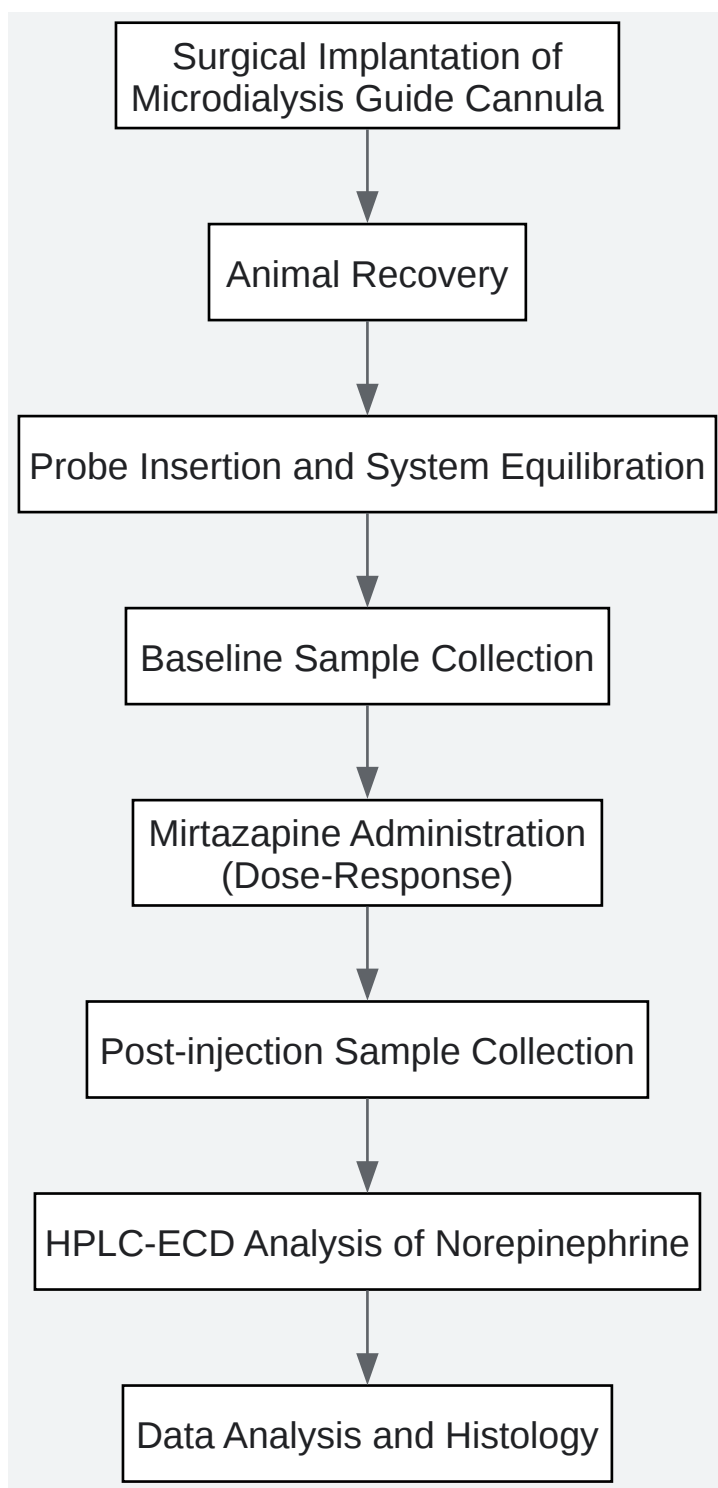 Surgical Implantation of
Microdialysis Guide Cannula
Animal Recovery
Probe Insertion and System Equilibration
Baseline Sample Collection
Mirtazapine Administration
(Dose-Response)
Post-injection Sample Collection
HPLC-ECD Analysis of Norepinephrine
Data Analysis and Histology